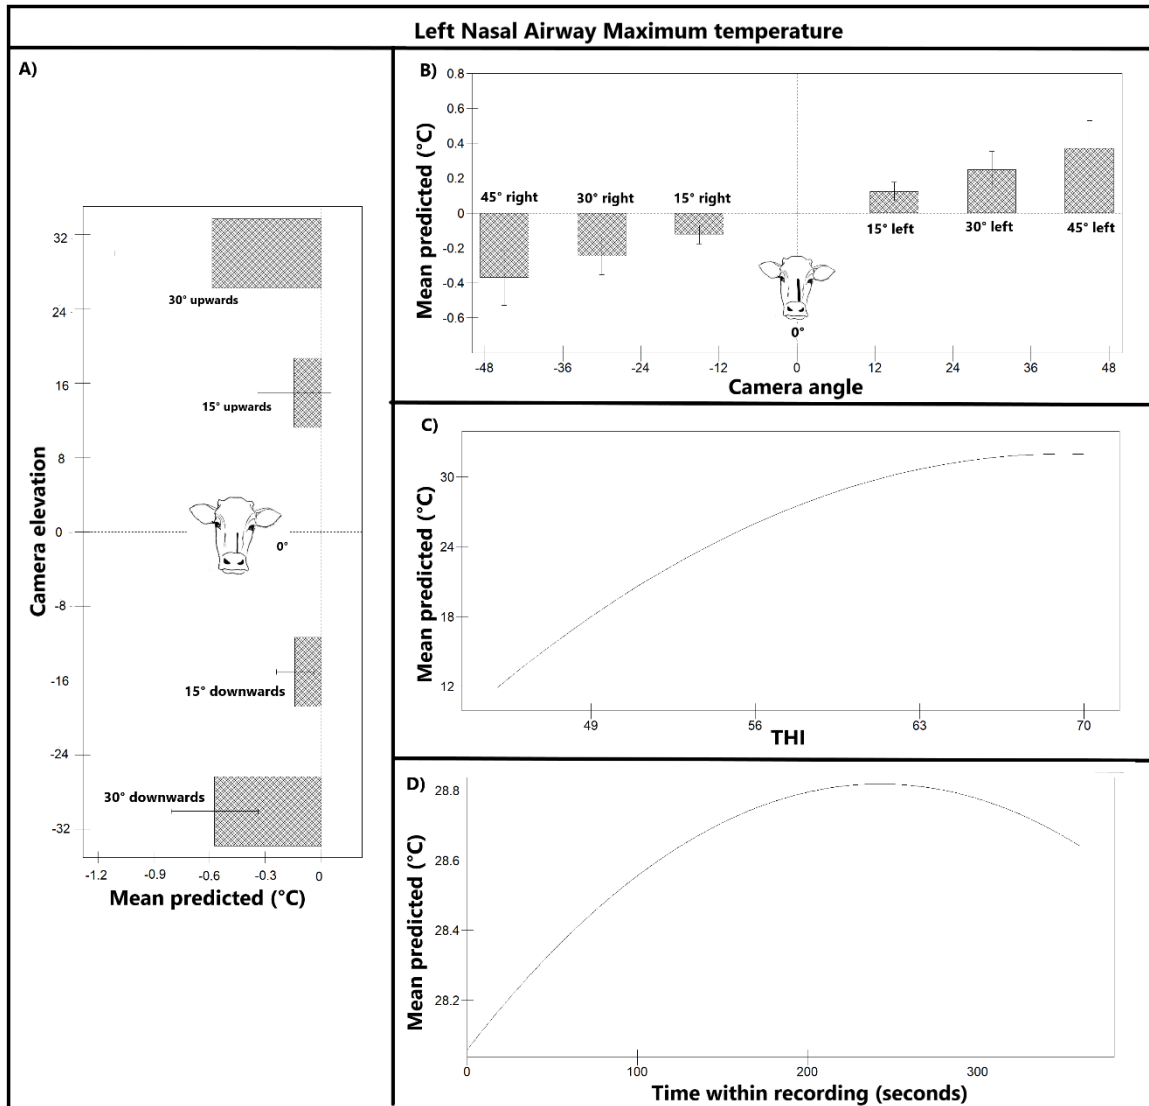 Left Nasal Airway Maximum temperature
A)
32
24
16
8
0
-8
-16
-24
-32
Camera elevation
30° upwards
15° upwards
0°
15° downwards
30° downwards
-1.2 -0.9 -0.6 -0.3 0
Mean predicted (°C)
B)
0.8
0.6
0.4
0.2
0
-0.2
-0.4
-0.6
Mean predicted (°C)
45° right 30° right 15° right
15° left 30° left 45° left
0°
-48 -36 -24 -12 0 12 24 36 48
Camera angle
C)
30
24
18
12
Mean predicted (°C)
49 56 63 70
THI
D)
28.8
28.6
28.4
28.2
Mean predicted (°C)
0 100 200 300
Time within recording (seconds)